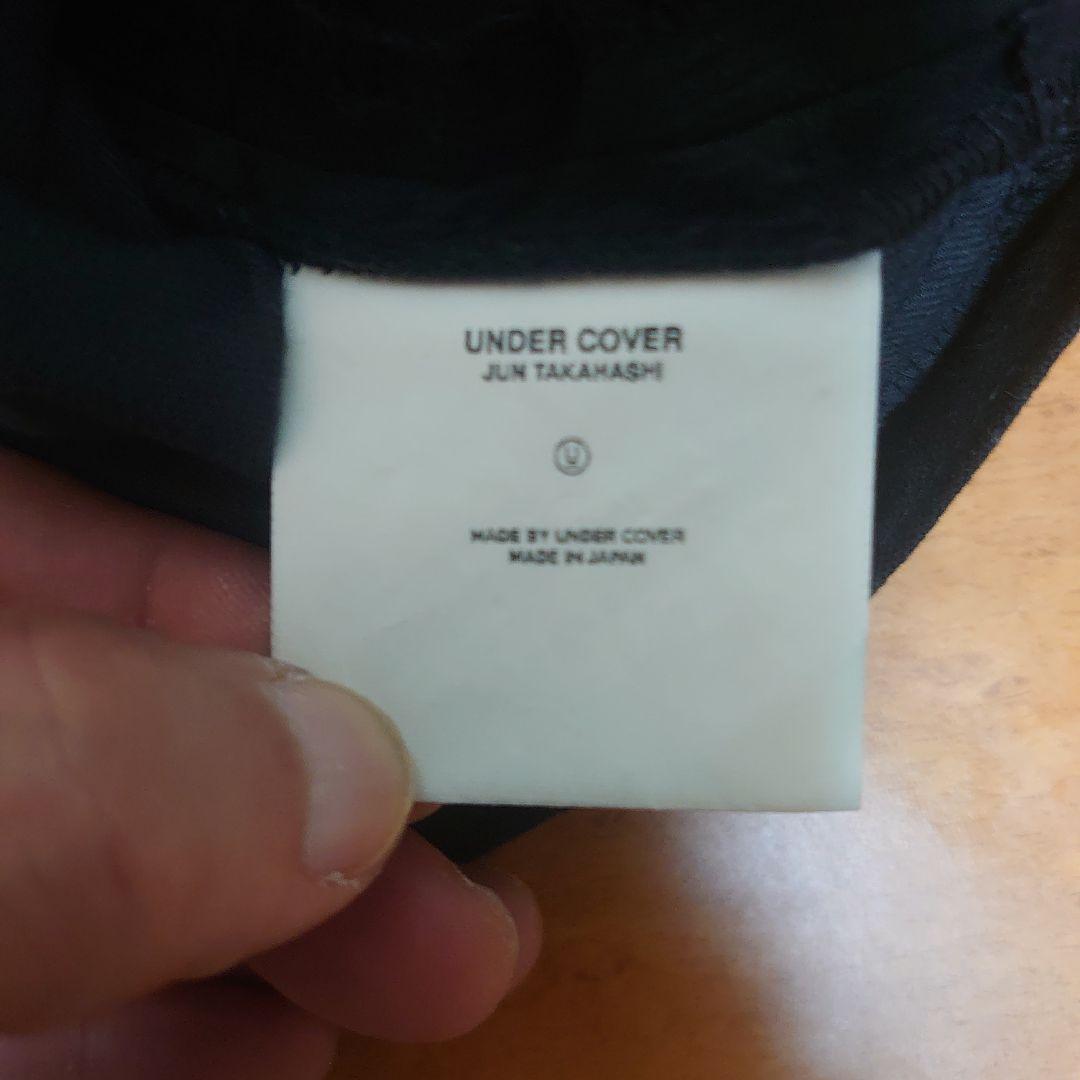 UNDER COVER
JUN TAKAHASHI
U
MADE BY UNDER COVER
MADE IN JAPAN